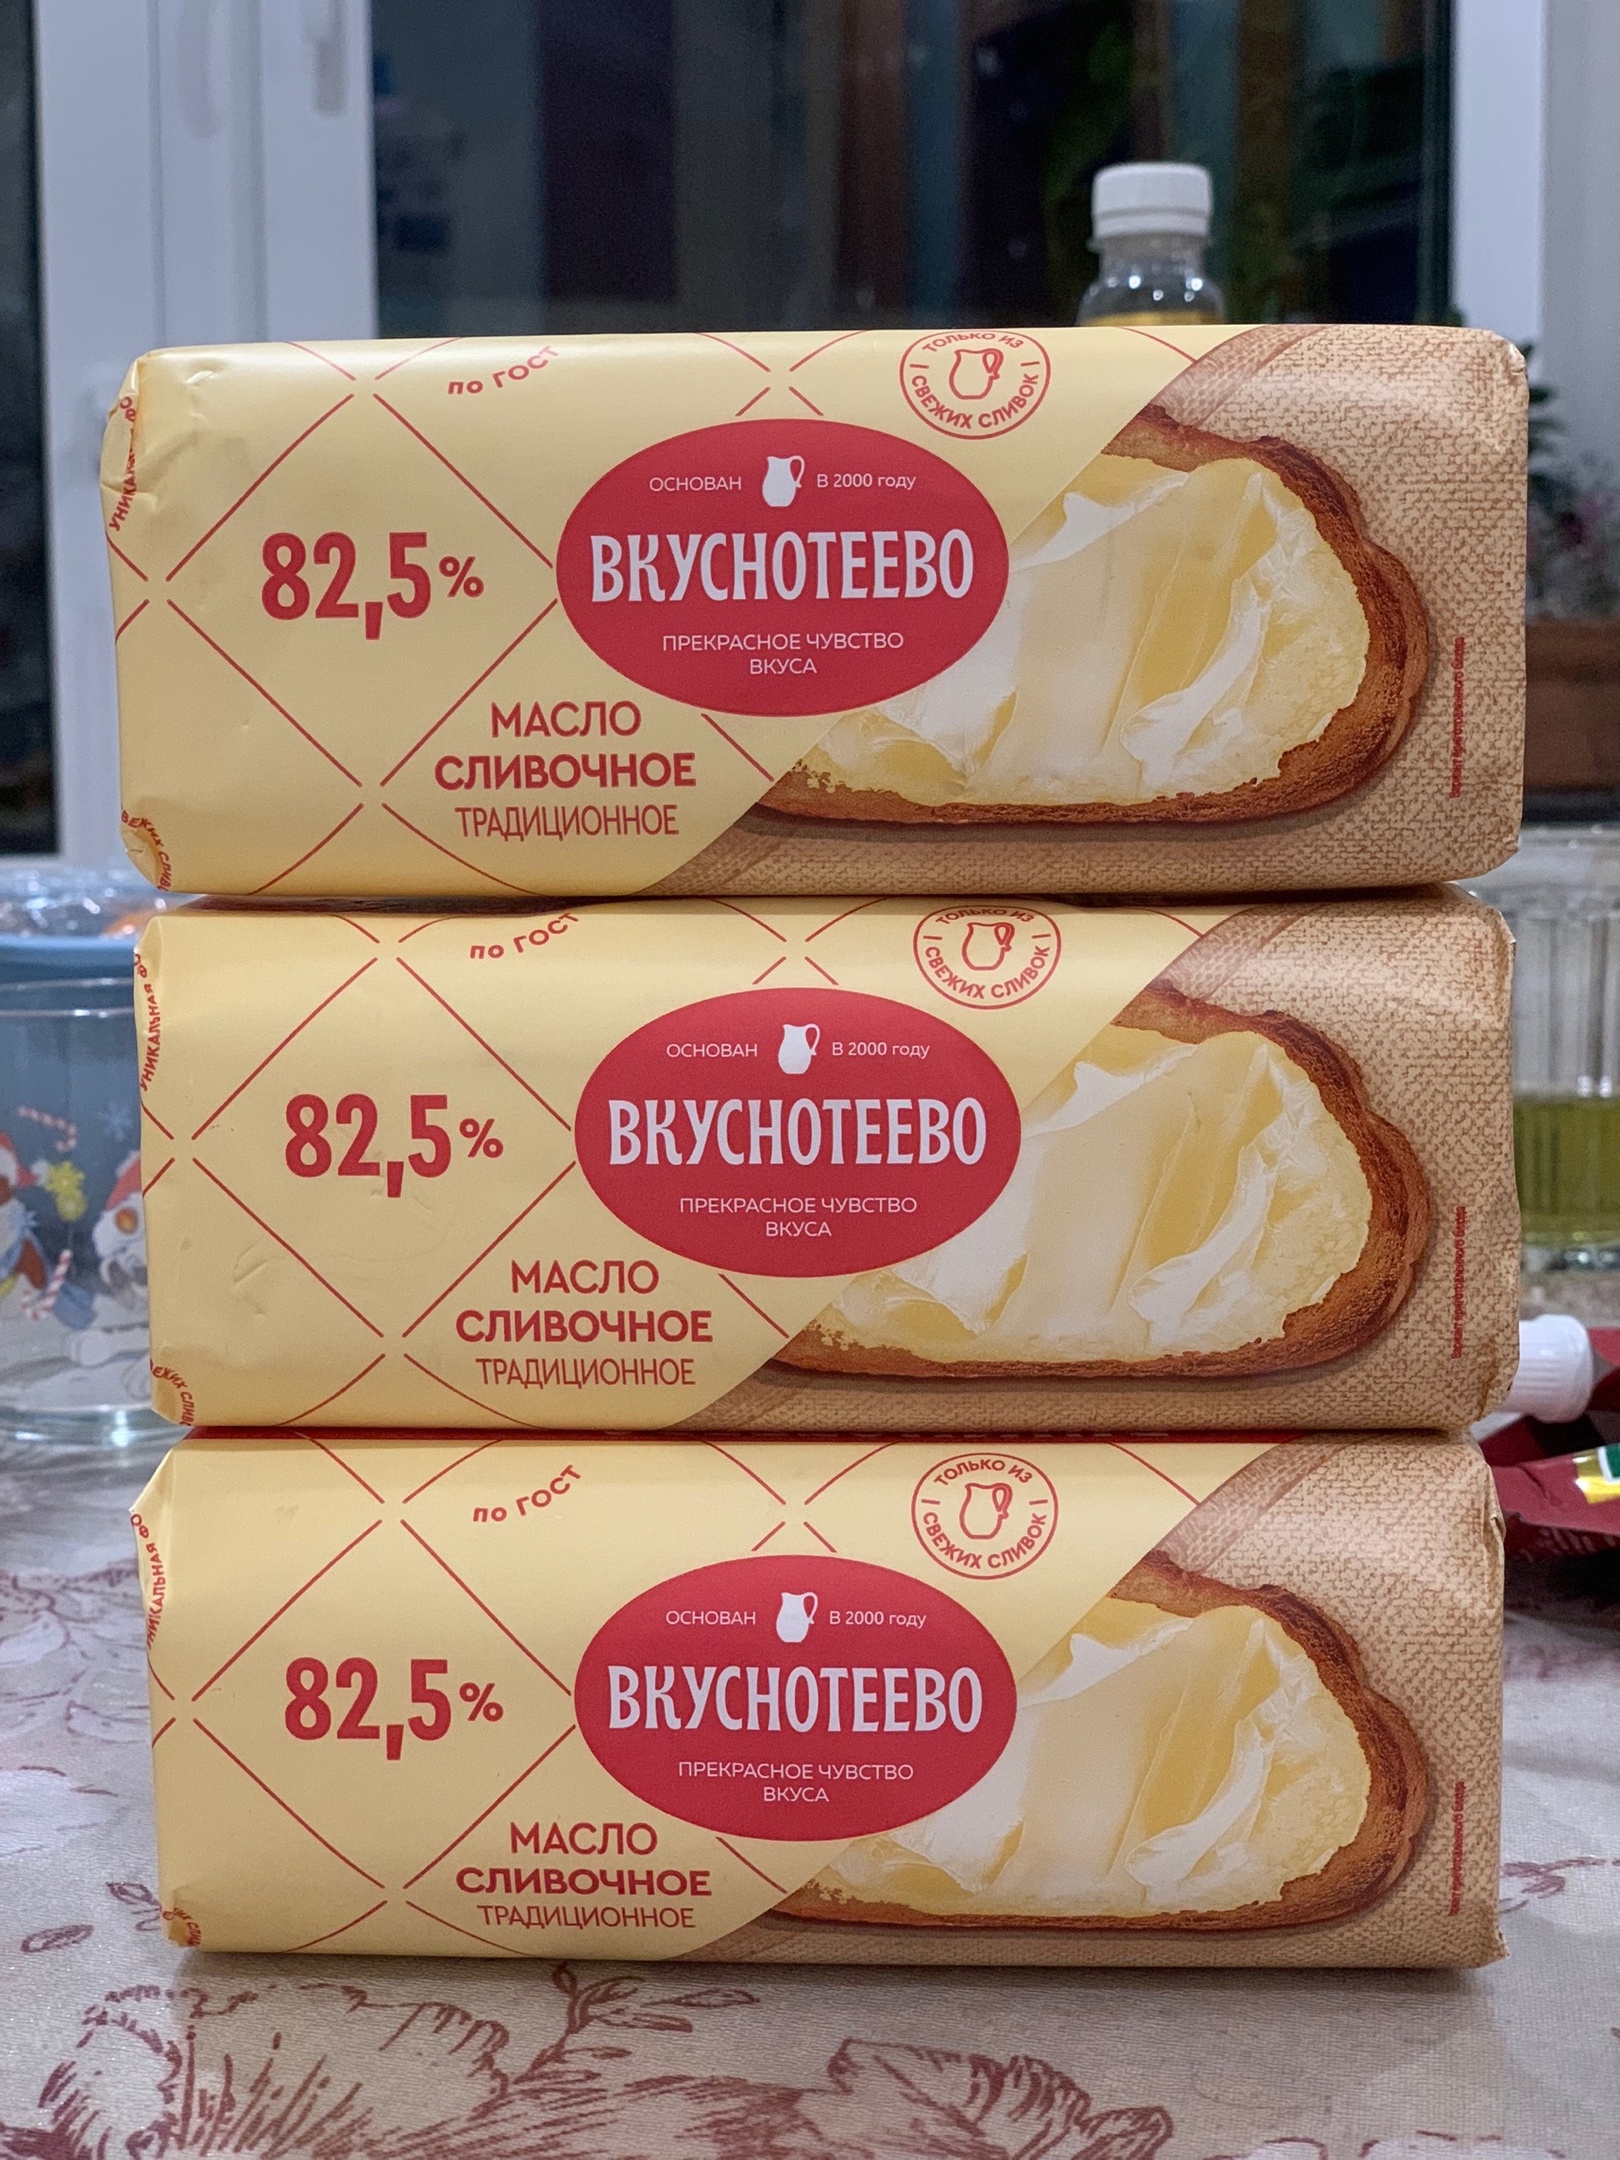 по ГОСТ
ТОЛЬКО ИЗ
СВЕЖИХ СЛИВОК
ОСНОВАН В 2000 году
82,5%
ВКУСНОТЕЕВО
ПРЕКРАСНОЕ ЧУВСТВО
ВКУСА
МАСЛО
СЛИВОЧНОЕ
ТРАДИЦИОННОЕ
по ГОСТ
ТОЛЬКО ИЗ
СВЕЖИХ СЛИВОК
УНИКАЛЬНАЯ
ОСНОВАН В 2000 году
82,5%
ВКУСНОТЕЕВО
ПРЕКРАСНОЕ ЧУВСТВО
ВКУСА
МАСЛО
СЛИВОЧНОЕ
ТРАДИЦИОННОЕ
по ГОСТ
ТОЛЬКО ИЗ
СВЕЖИХ СЛИВОК
ОСНОВАН В 2000 году
82,5%
ВКУСНОТЕЕВО
ПРЕКРАСНОЕ ЧУВСТВО
ВКУСА
МАСЛО
СЛИВОЧНОЕ
ТРАДИЦИОННОЕ